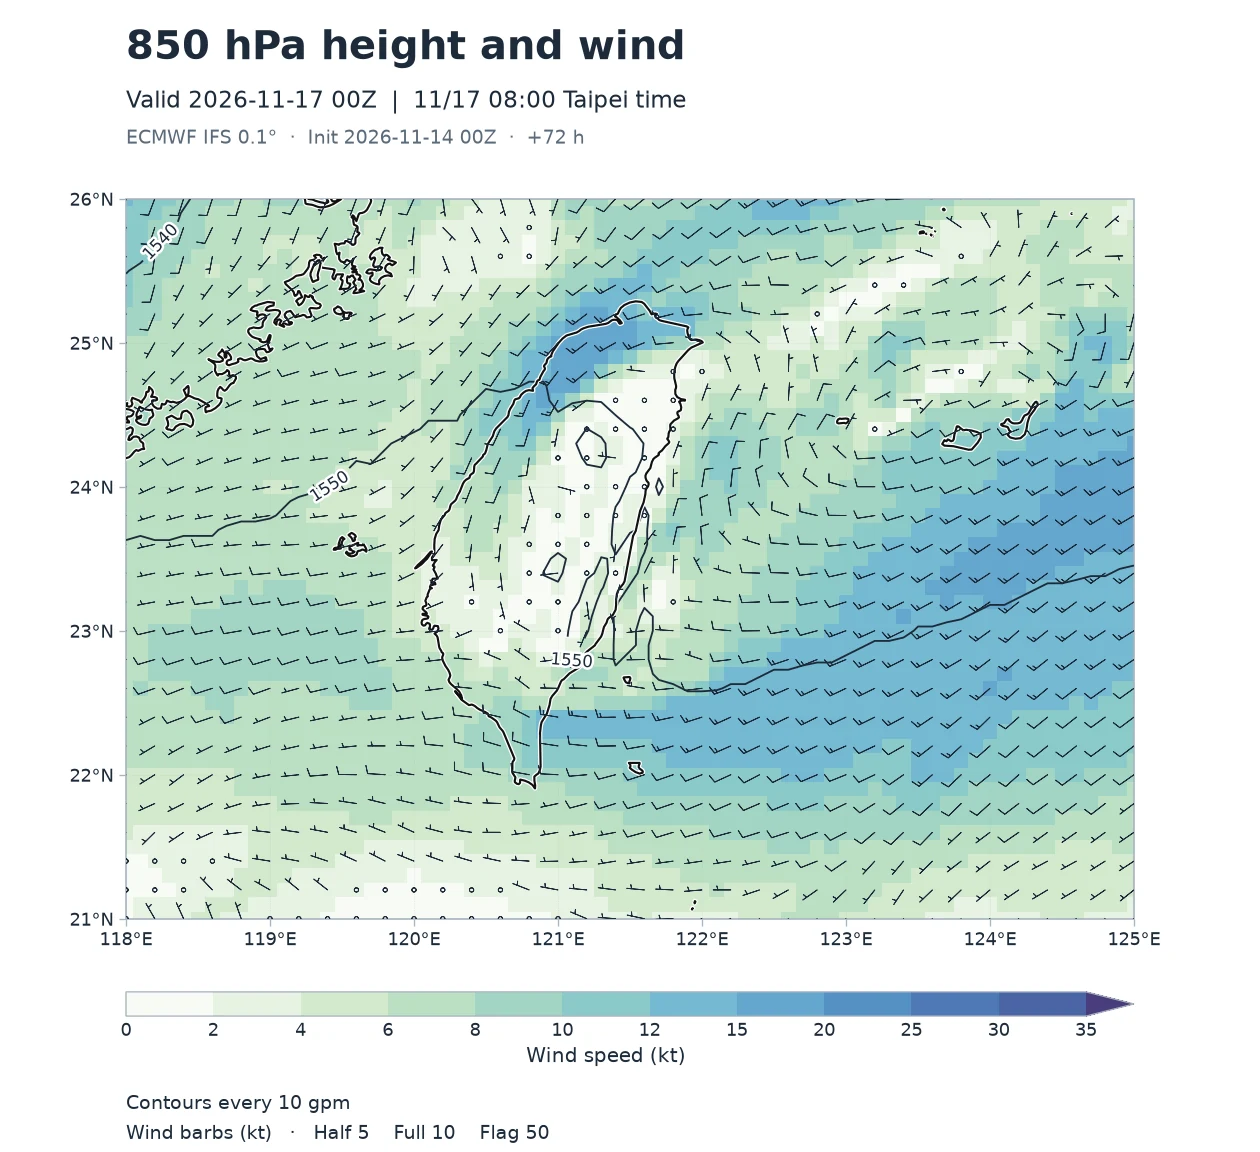 850 hPa height and wind
Valid 2026-11-17 00Z | 11/17 08:00 Taipei time
ECMWF IFS 0.1° · Init 2026-11-14 00Z · +72 h
26°N
1540
25°N
1550
24°N
23°N
1550
22°N
21°N
118°E 119°E 120°E 121°E 122°E 123°E 124°E 125°E
0 2 4 6 8 10 12 15 20 25 30 35
Wind speed (kt)
Contours every 10 gpm
Wind barbs (kt) · Half 5 Full 10 Flag 50